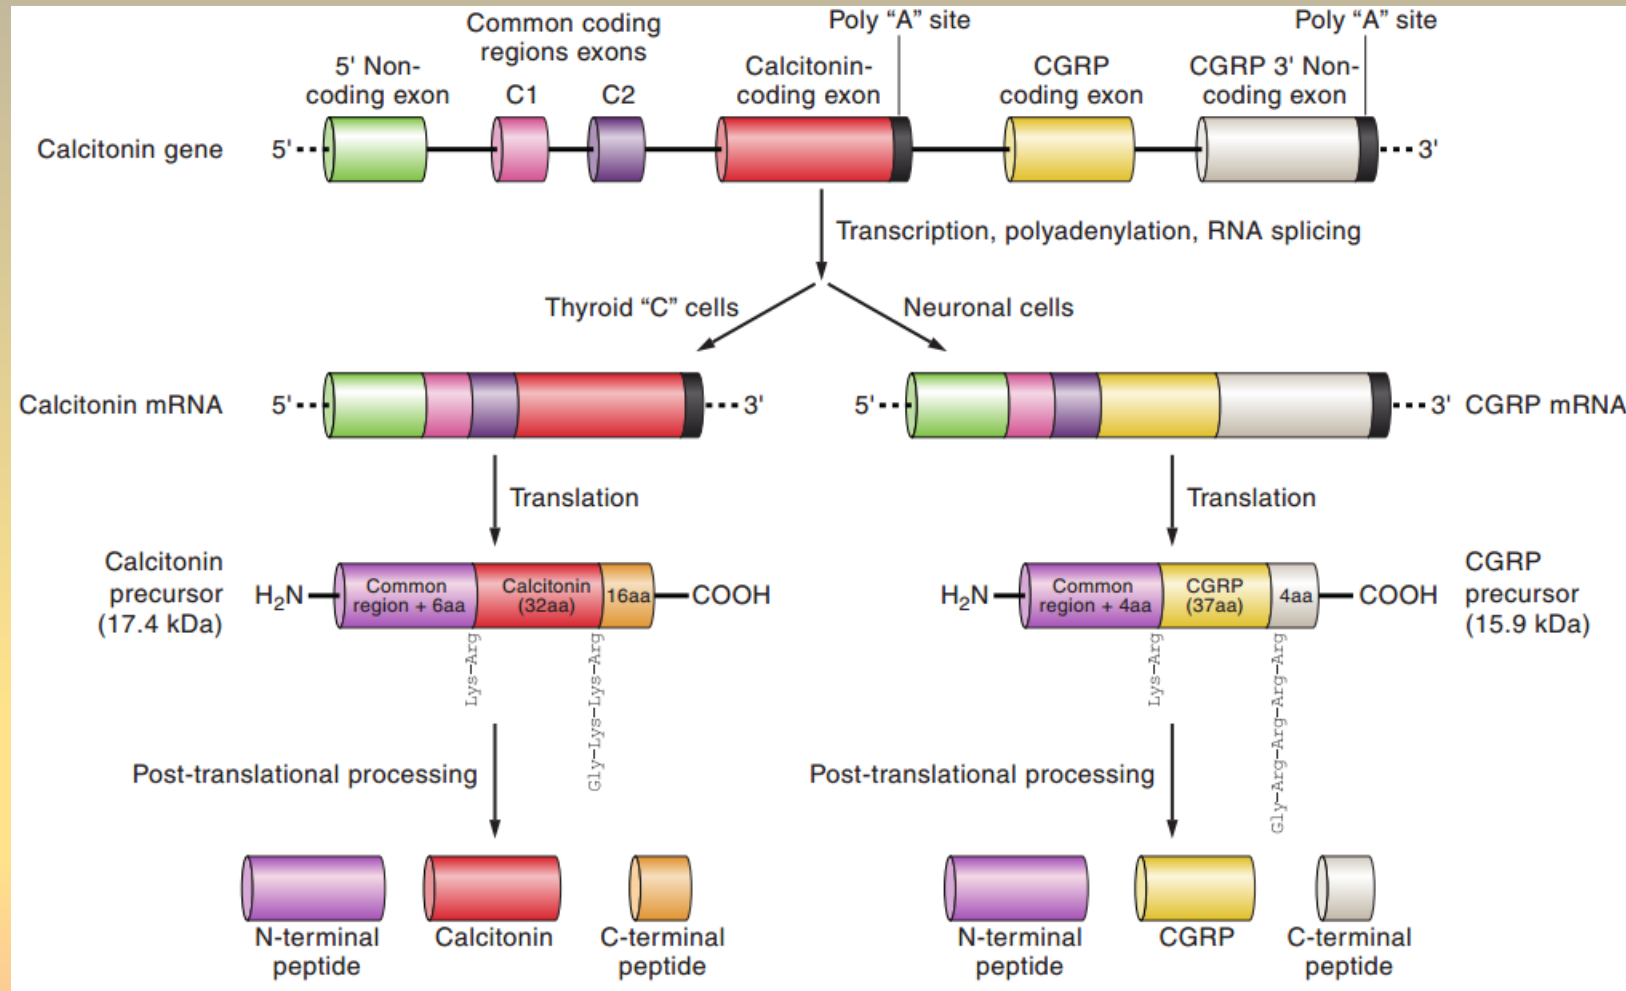 Common coding
regions exons
Poly “A” site
Poly “A” site
5' Non-
coding exon
C1
C2
Calcitonin-
coding exon
CGRP
coding exon
CGRP 3' Non-
coding exon
Calcitonin gene
5'
3'
Transcription, polyadenylation, RNA splicing
Thyroid “C” cells
Neuronal cells
Calcitonin mRNA
5'
3'
5'
3'
CGRP mRNA
Translation
Translation
Calcitonin
precursor
(17.4 kDa)
H₂N
Common
region + 6aa
Calcitonin
(32aa)
16aa
COOH
H₂N
Common
region + 4aa
CGRP
(37aa)
4aa
COOH
CGRP
precursor
(15.9 kDa)
Lys–Arg
Gly–Lys–Lys–Arg
Lys–Arg
Gly–Arg–Arg–Arg–Arg
Post-translational processing
Post-translational processing
N-terminal
peptide
Calcitonin
C-terminal
peptide
N-terminal
peptide
CGRP
C-terminal
peptide